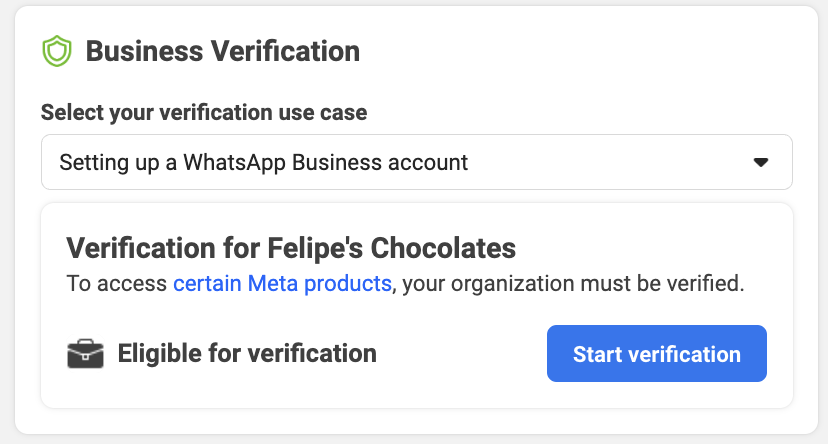 Business Verification
Select your verification use case
Setting up a WhatsApp Business account
Verification for Felipe's Chocolates
To access certain Meta products, your organization must be verified.
Eligible for verification
Start verification